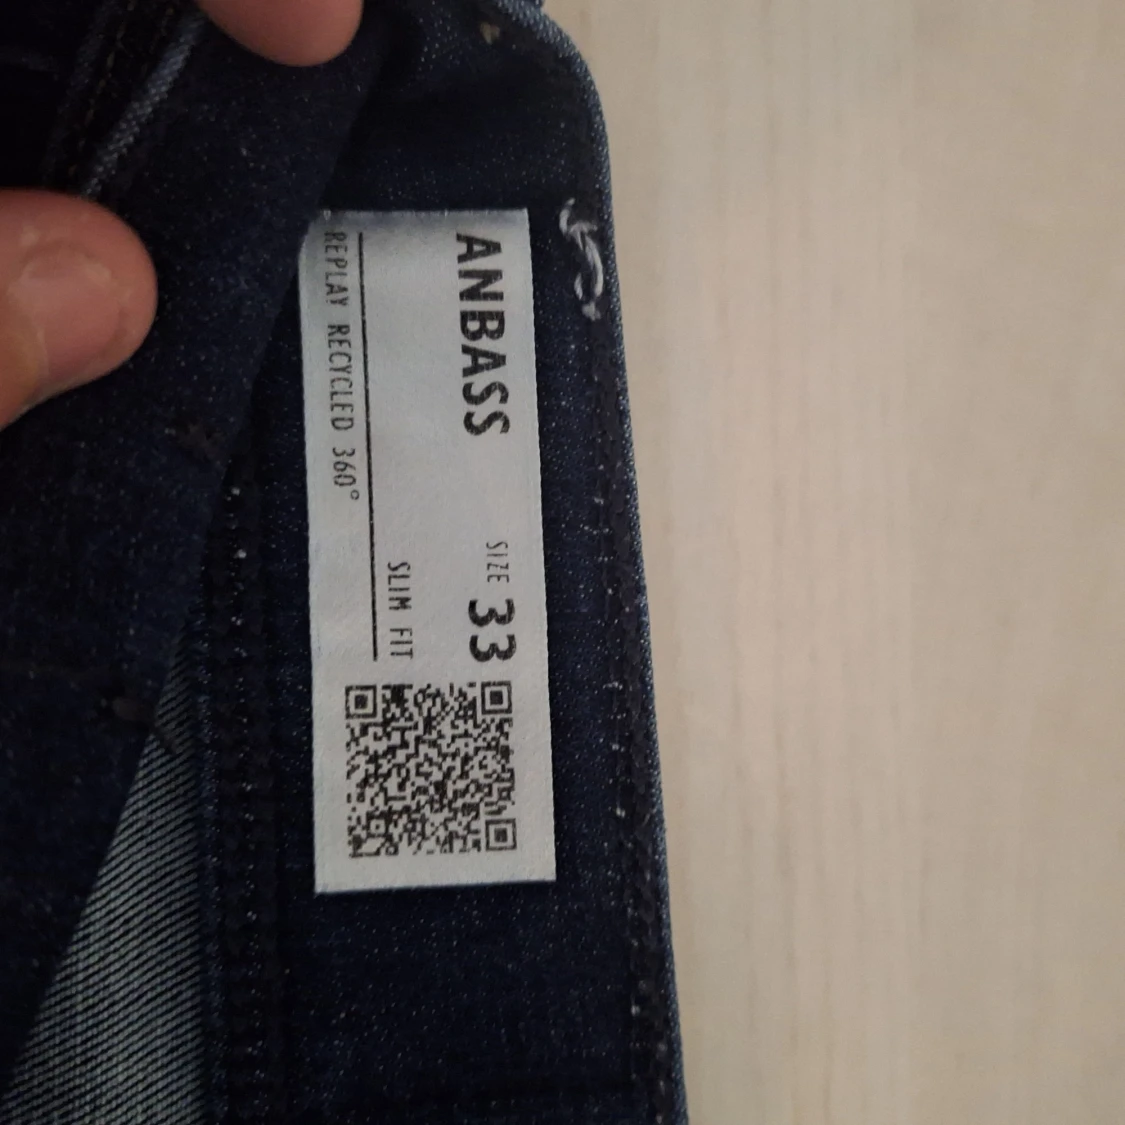 ANBASS
SIZE 33
SLIM FIT
REPLAY RECYCLED 360°